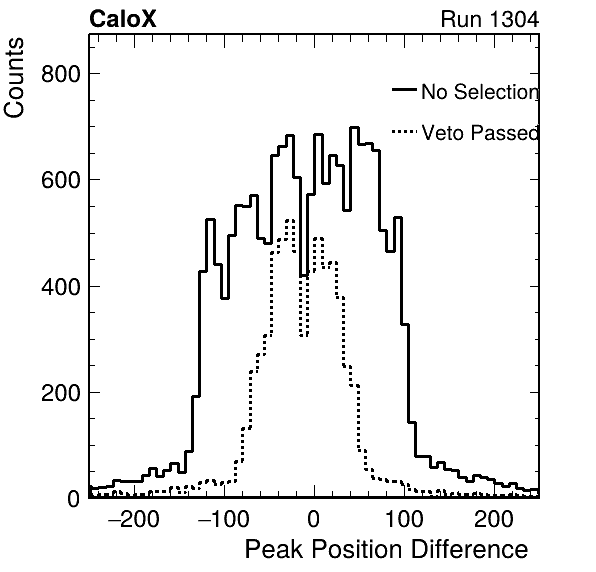 CaloX Run 1304
Counts
800
No Selection
Veto Passed
600
400
200
0
−200 −100 0 100 200
Peak Position Difference